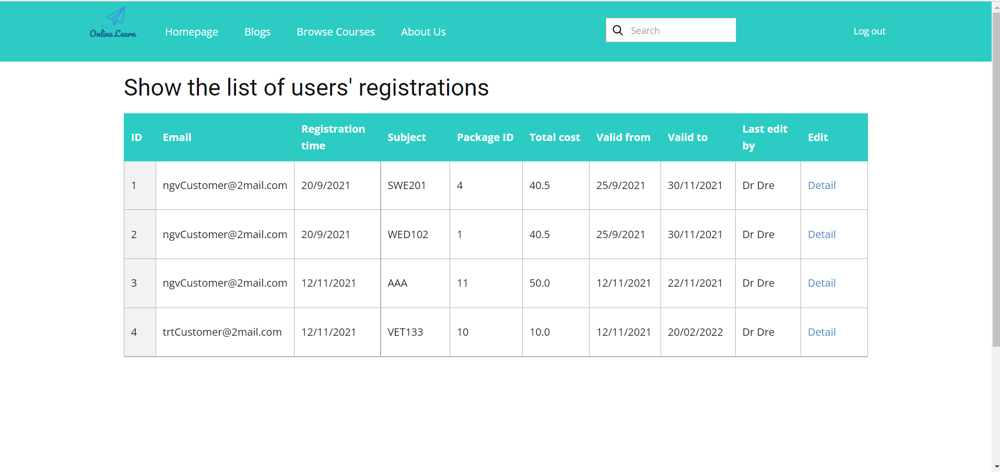 Online Learn
Homepage Blogs Browse Courses About Us Search Log out
Show the list of users' registrations
ID Email Registration time Subject Package ID Total cost Valid from Valid to Last edit by Edit
1 ngvCustomer@2mail.com 20/9/2021 SWE201 4 40.5 25/9/2021 30/11/2021 Dr Dre Detail
2 ngvCustomer@2mail.com 20/9/2021 WED102 1 40.5 25/9/2021 30/11/2021 Dr Dre Detail
3 ngvCustomer@2mail.com 12/11/2021 AAA 11 50.0 12/11/2021 22/11/2021 Dr Dre Detail
4 trtCustomer@2mail.com 12/11/2021 VET133 10 10.0 12/11/2021 20/02/2022 Dr Dre Detail